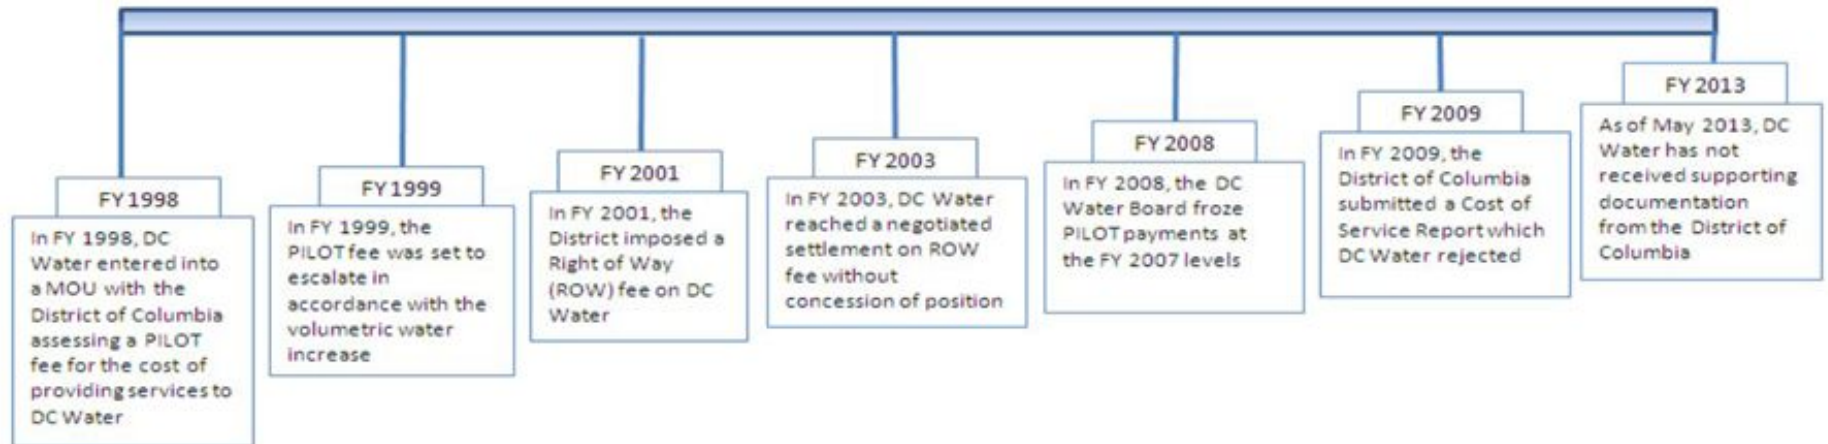 FY 1998
In FY 1998, DC
Water entered into
a MOU with the
District of Columbia
assessing a PILOT
fee for the cost of
providing services to
DC Water
FY 1999
In FY 1999, the
PILOT fee was set to
escalate in
accordance with the
volumetric water
increase
FY 2001
In FY 2001, the
District imposed a
Right of Way
(ROW) fee on DC
Water
FY 2003
In FY 2003, DC Water
reached a negotiated
settlement on ROW
fee without
concession of position
FY 2008
In FY 2008, the DC
Water Board froze
PILOT payments at
the FY 2007 levels
FY 2009
In FY 2009, the
District of Columbia
submitted a Cost of
Service Report which
DC Water rejected
FY 2013
As of May 2013, DC
Water has not
received supporting
documentation
from the District of
Columbia